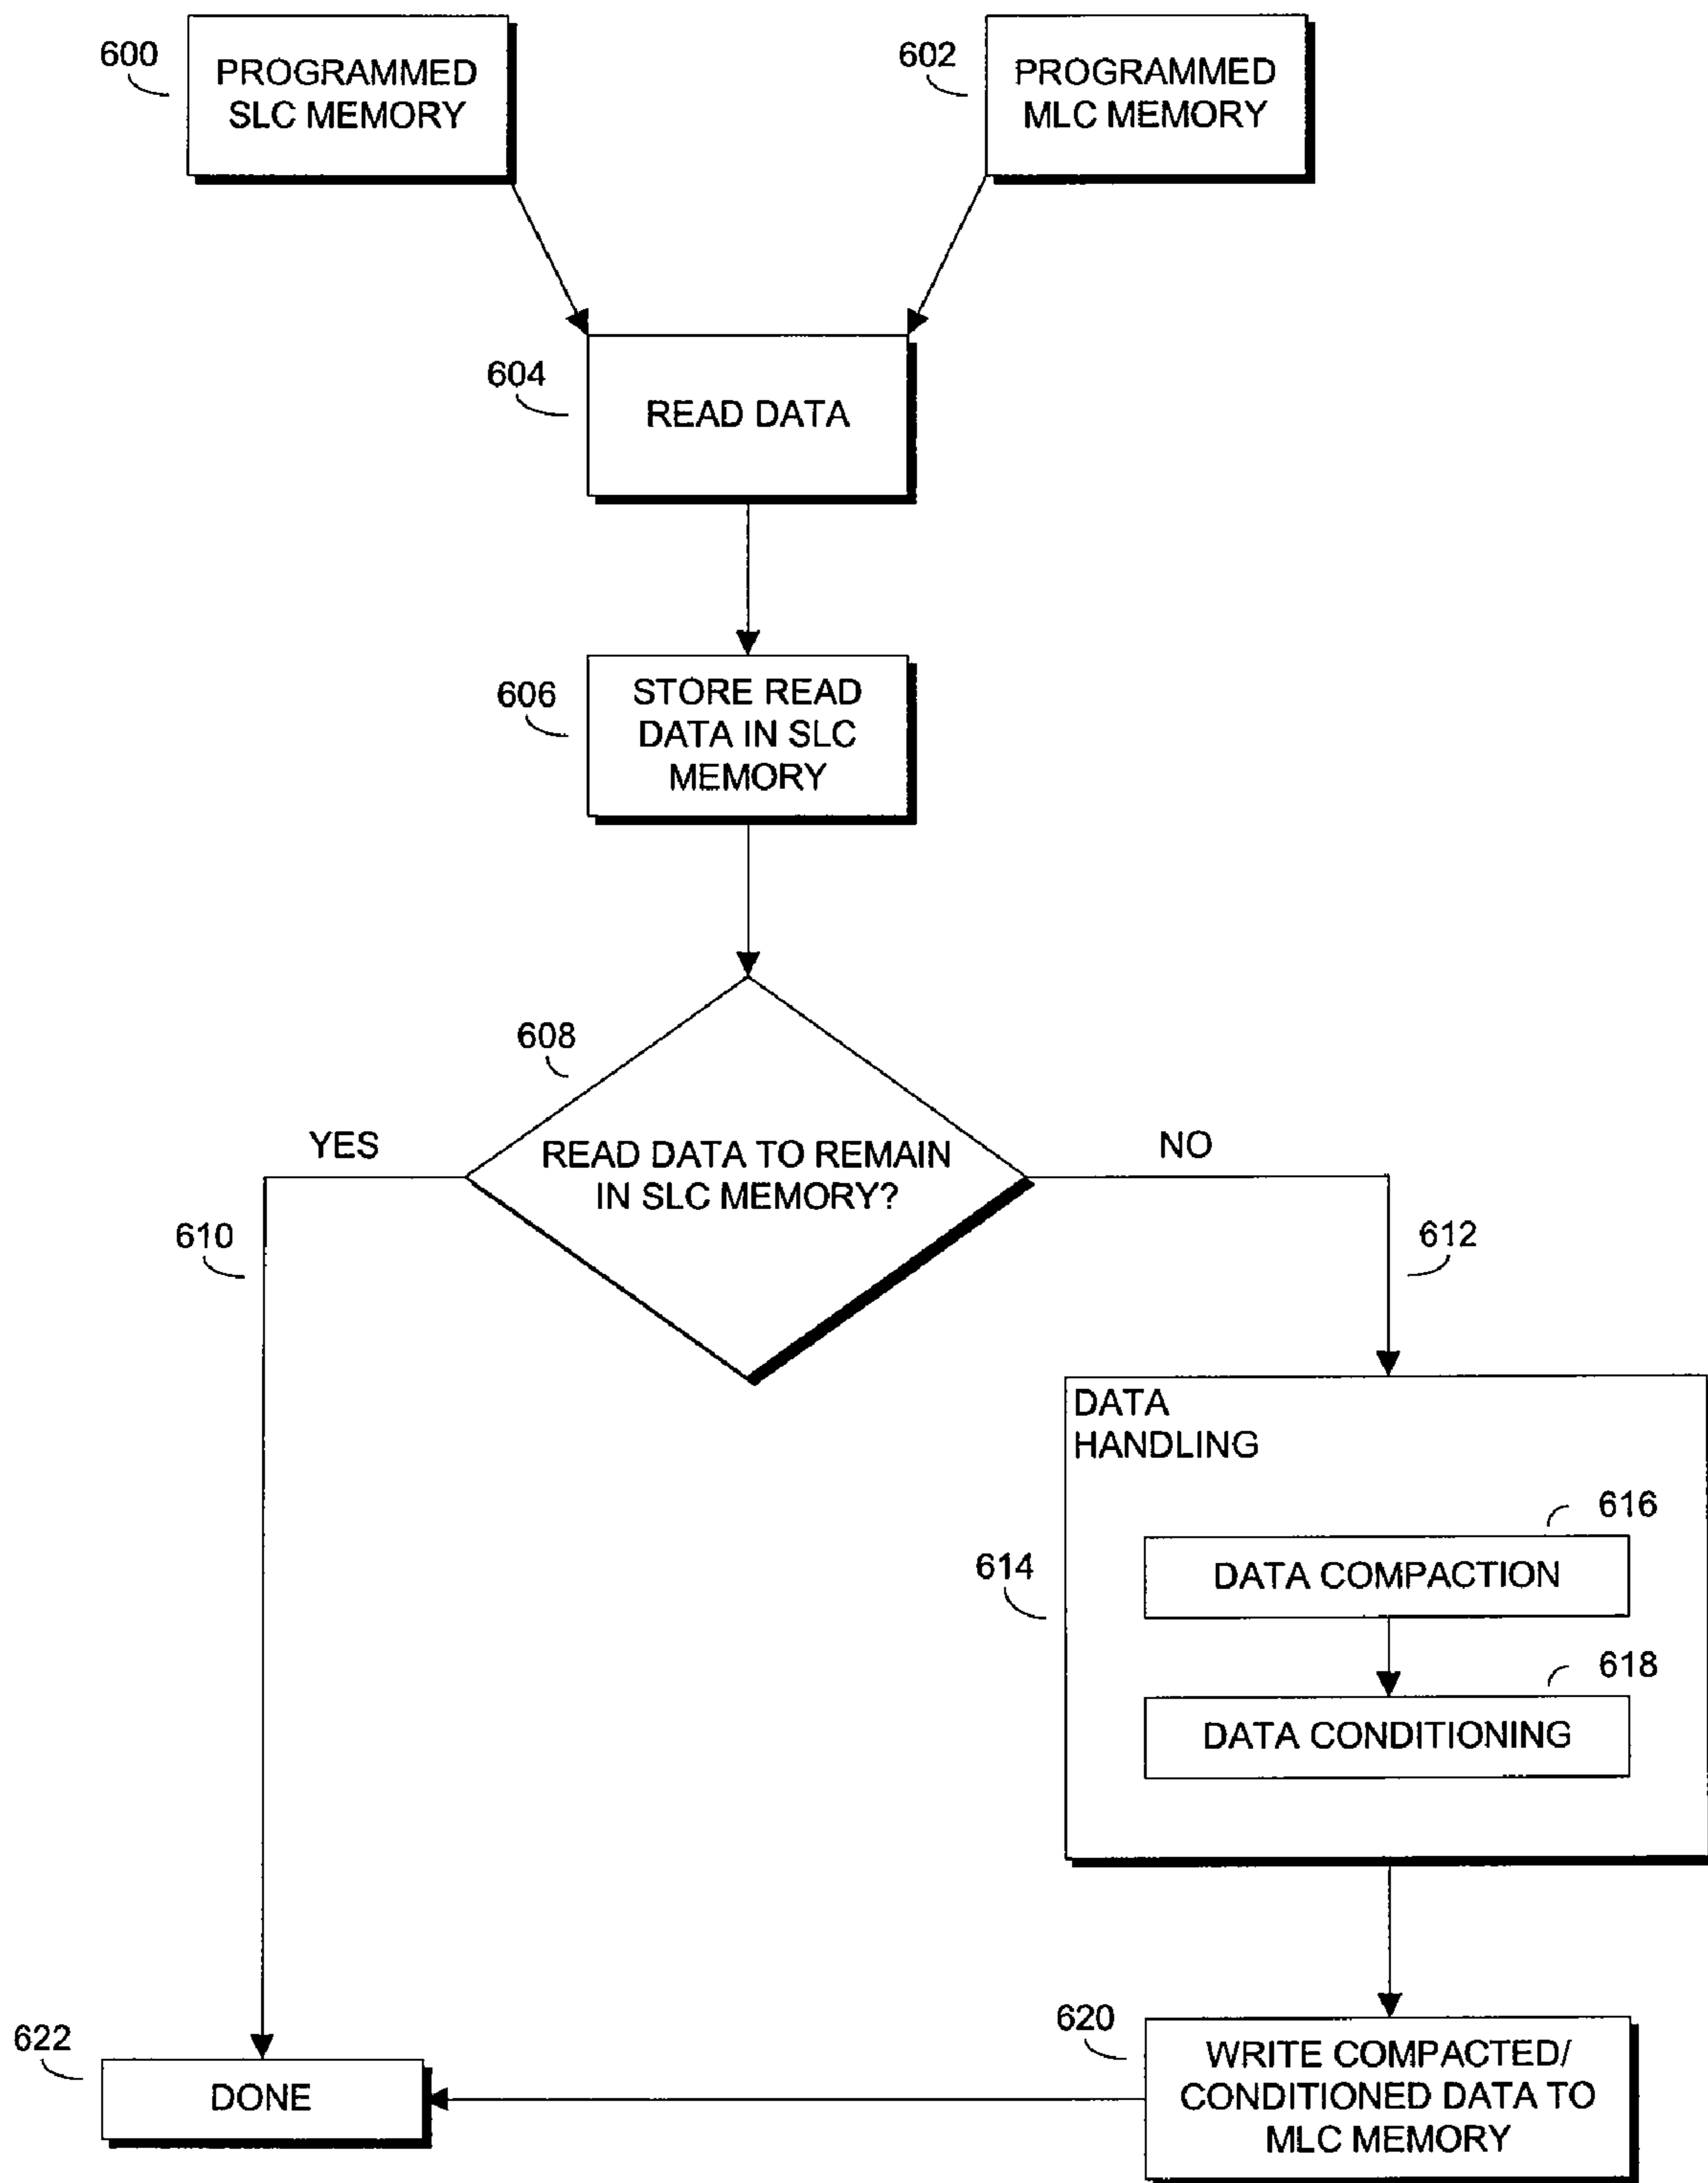 600
PROGRAMMED
SLC MEMORY
602
PROGRAMMED
MLC MEMORY
604
READ DATA
606
STORE READ
DATA IN SLC
MEMORY
608
READ DATA TO REMAIN
IN SLC MEMORY?
YES
NO
610
612
DATA
HANDLING
616
614
DATA COMPACTION
618
DATA CONDITIONING
620
WRITE COMPACTED/
CONDITIONED DATA TO
MLC MEMORY
622
DONE